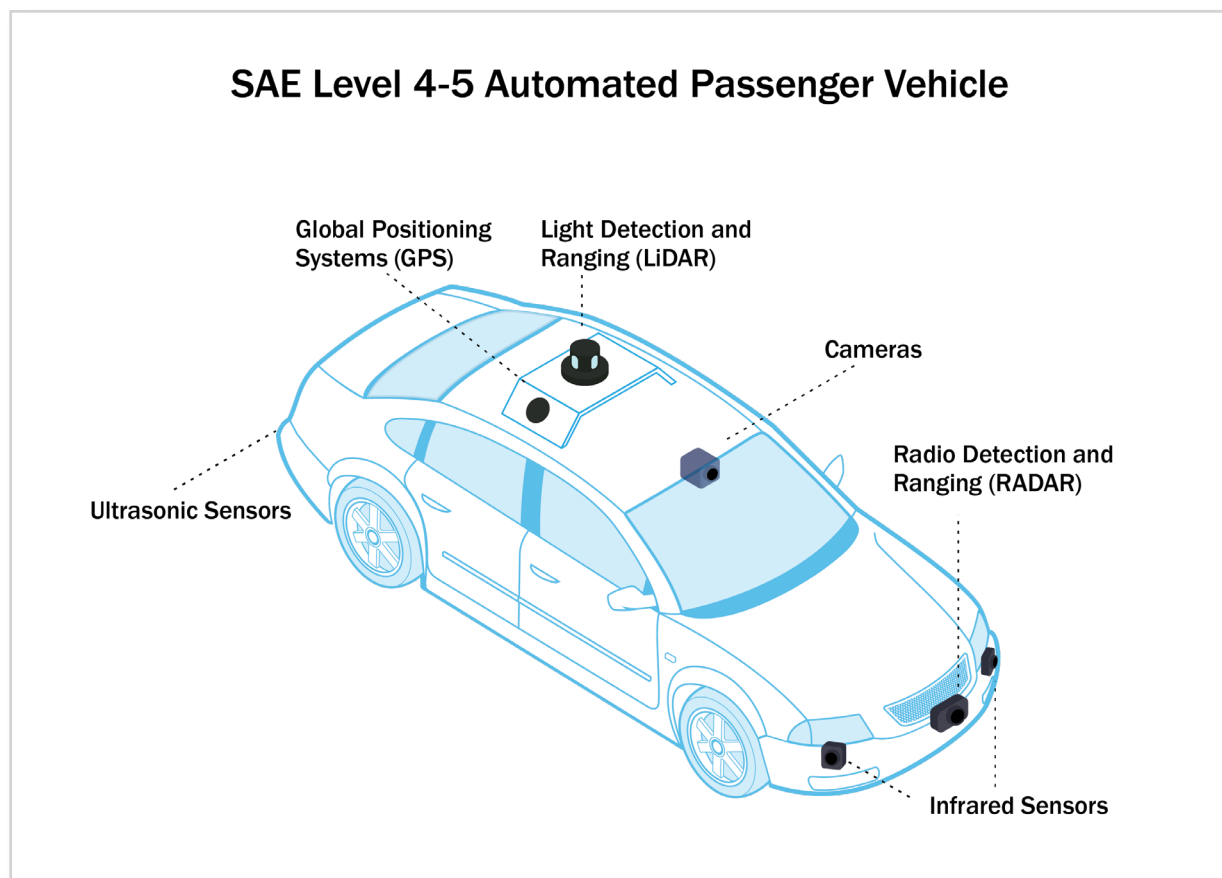 SAE Level 4-5 Automated Passenger Vehicle
Global Positioning
Systems (GPS)
Light Detection and
Ranging (LiDAR)
Cameras
Radio Detection and
Ranging (RADAR)
Ultrasonic Sensors
Infrared Sensors